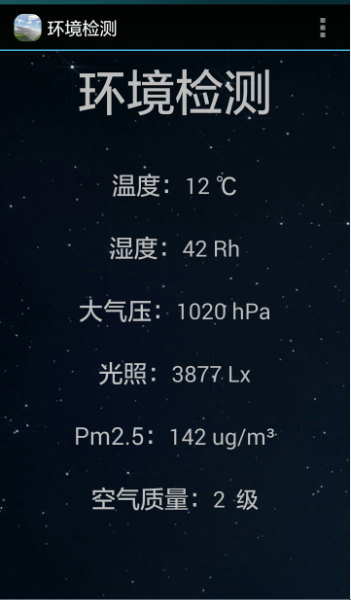 环境检测
环境检测
温度：12 ℃
湿度：42 Rh
大气压：1020 hPa
光照：3877 Lx
Pm2.5：142 ug/m³
空气质量：2 级